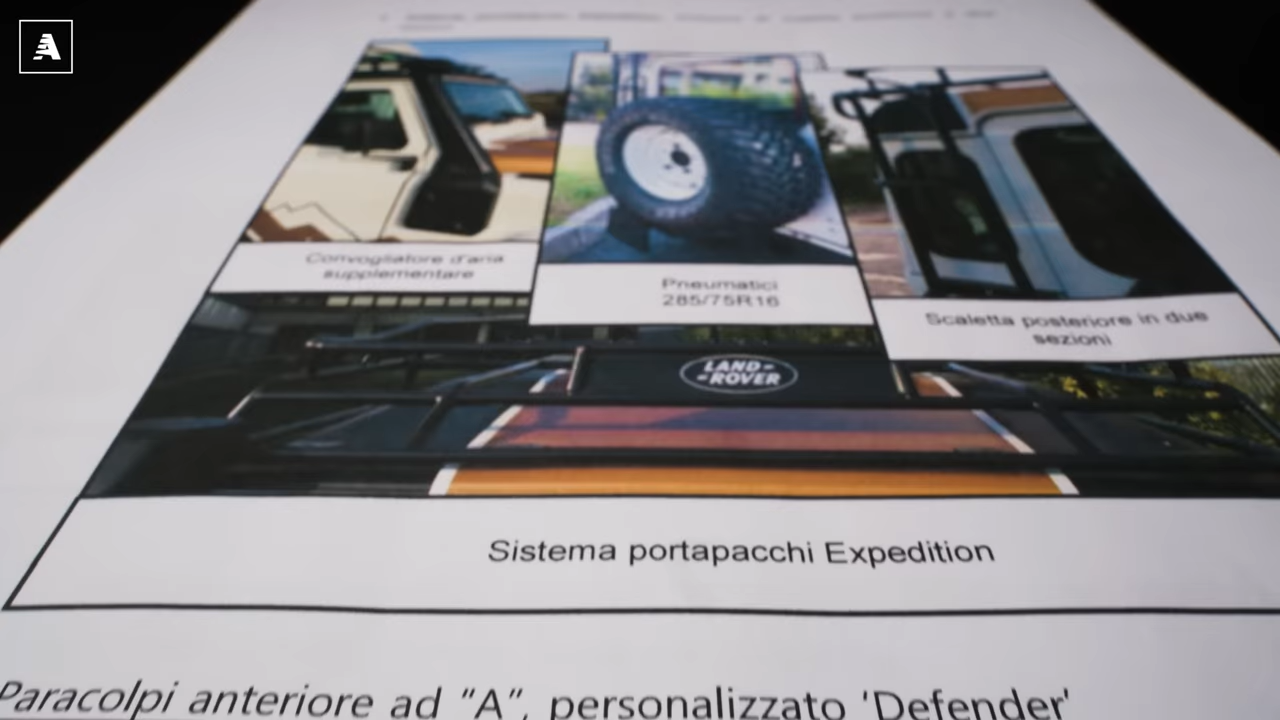 A
Convogliatore d'aria
supplementare
Pneumatici
285/75R16
Scaletta posteriore in due
sezioni
LAND-
-ROVER
Sistema portapacchi Expedition
Paracolpi anteriore ad “A”, personalizzato 'Defender'